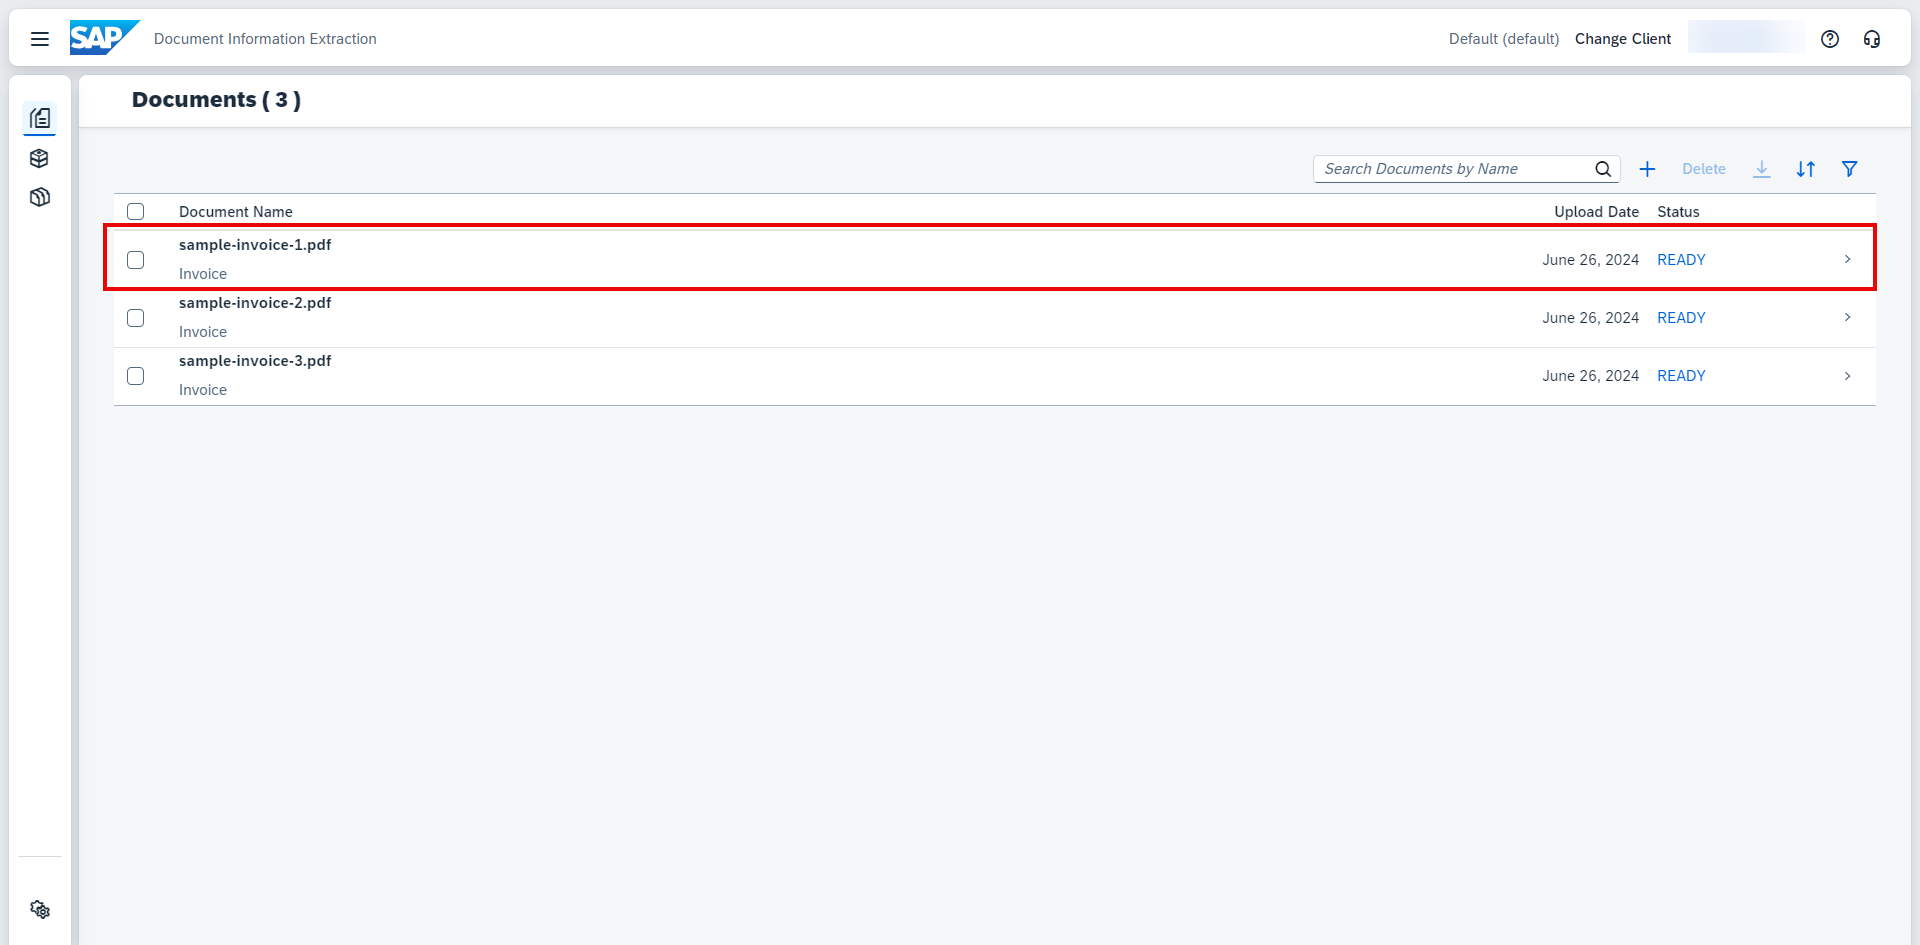 SAP Document Information Extraction Default (default) Change Client
Documents ( 3 )
Search Documents by Name Delete
Document Name Upload Date Status
sample-invoice-1.pdf
Invoice June 26, 2024 READY
sample-invoice-2.pdf
Invoice June 26, 2024 READY
sample-invoice-3.pdf
Invoice June 26, 2024 READY